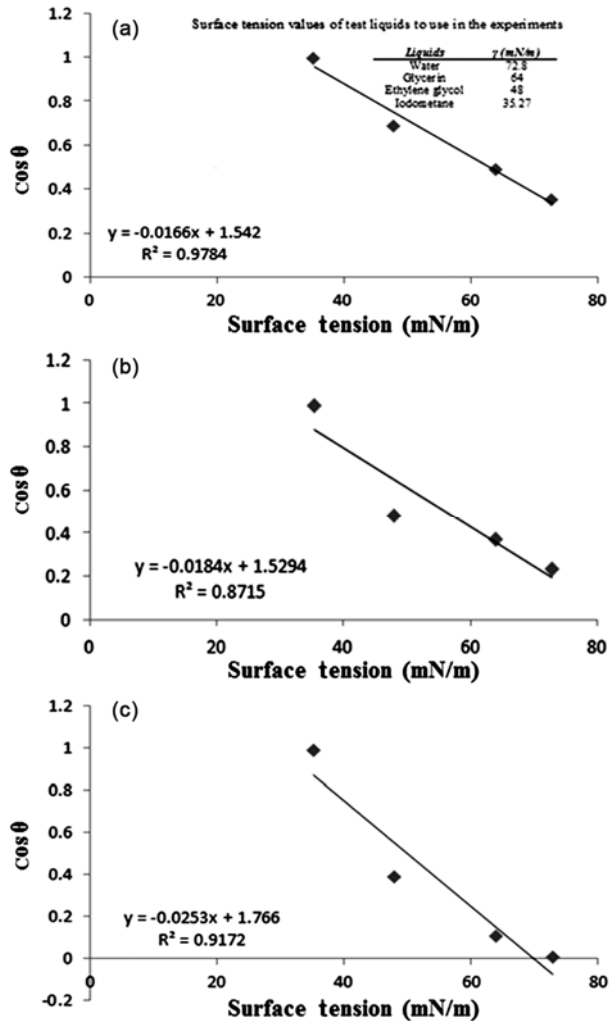 (a)
Surface tension values of test liquids to use in the experiments
Liquids γ (mN/m)
Water 72.8
Glycerin 64
Ethylene glycol 48
Iodometane 35.27
1.2
1
0.8
0.6
0.4
0.2
0
Cos θ
y = -0.0166x + 1.542
R² = 0.9784
0 20 40 60 80
Surface tension (mN/m)
(b)
1.2
1
0.8
0.6
0.4
0.2
0
Cos θ
y = -0.0184x + 1.5294
R² = 0.8715
0 20 40 60 80
Surface tension (mN/m)
(c)
1.2
1
0.8
0.6
0.4
0.2
0
-0.2
Cos θ
y = -0.0253x + 1.766
R² = 0.9172
0 20 40 60 80
Surface tension (mN/m)